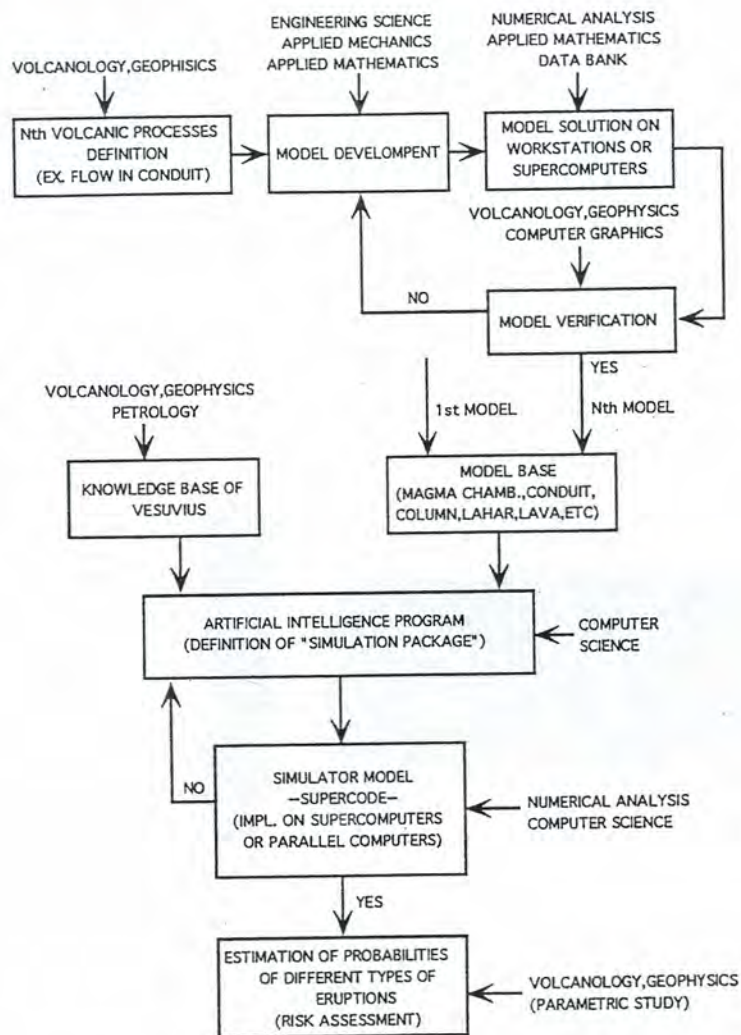 ENGINEERING SCIENCE
APPLIED MECHANICS
APPLIED MATHEMATICS
NUMERICAL ANALYSIS
APPLIED MATHEMATICS
DATA BANK
VOLCANOLOGY,GEOPHISICS
Nth VOLCANIC PROCESSES
DEFINITION
(EX. FLOW IN CONDUIT)
MODEL DEVELOMPENT
MODEL SOLUTION ON
WORKSTATIONS OR
SUPERCOMPUTERS
VOLCANOLOGY,GEOPHYSICS
COMPUTER GRAPHICS
NO
MODEL VERIFICATION
YES
1st MODEL
Nth MODEL
VOLCANOLOGY,GEOPHYSICS
PETROLOGY
KNOWLEDGE BASE OF
VESUVIUS
MODEL BASE
(MAGMA CHAMB.,CONDUIT,
COLUMN,LAHAR,LAVA,ETC)
ARTIFICIAL INTELLIGENCE PROGRAM
(DEFINITION OF "SIMULATION PACKAGE")
COMPUTER
SCIENCE
NO
SIMULATOR MODEL
—SUPERCODE—
(IMPL. ON SUPERCOMPUTERS
OR PARALLEL COMPUTERS)
NUMERICAL ANALYSIS
COMPUTER SCIENCE
YES
ESTIMATION OF PROBABILITIES
OF DIFFERENT TYPES OF
ERUPTIONS
(RISK ASSESSMENT)
VOLCANOLOGY,GEOPHYSICS
(PARAMETRIC STUDY)